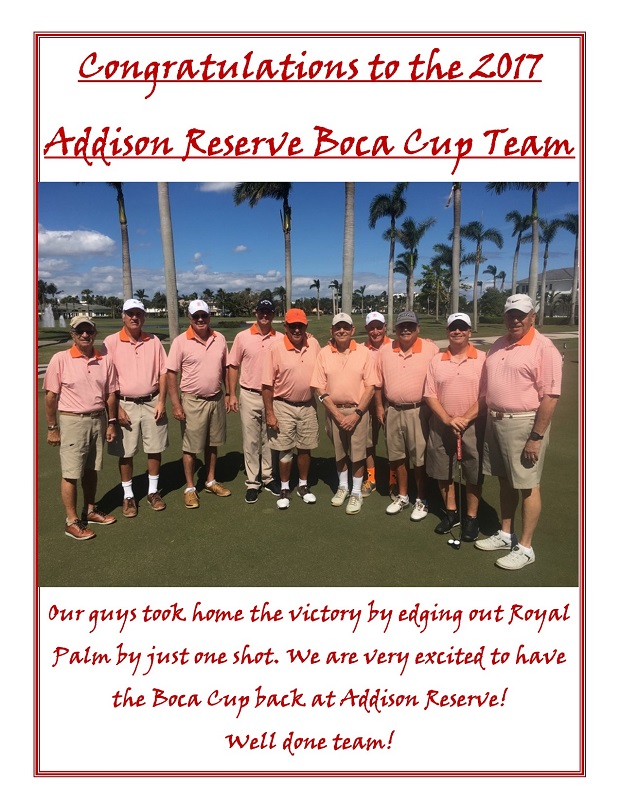 Congratulations to the 2017
Addison Reserve Boca Cup Team
Our guys took home the victory by edging out Royal
Palm by just one shot. We are very excited to have
the Boca Cup back at Addison Reserve!
Well done team!